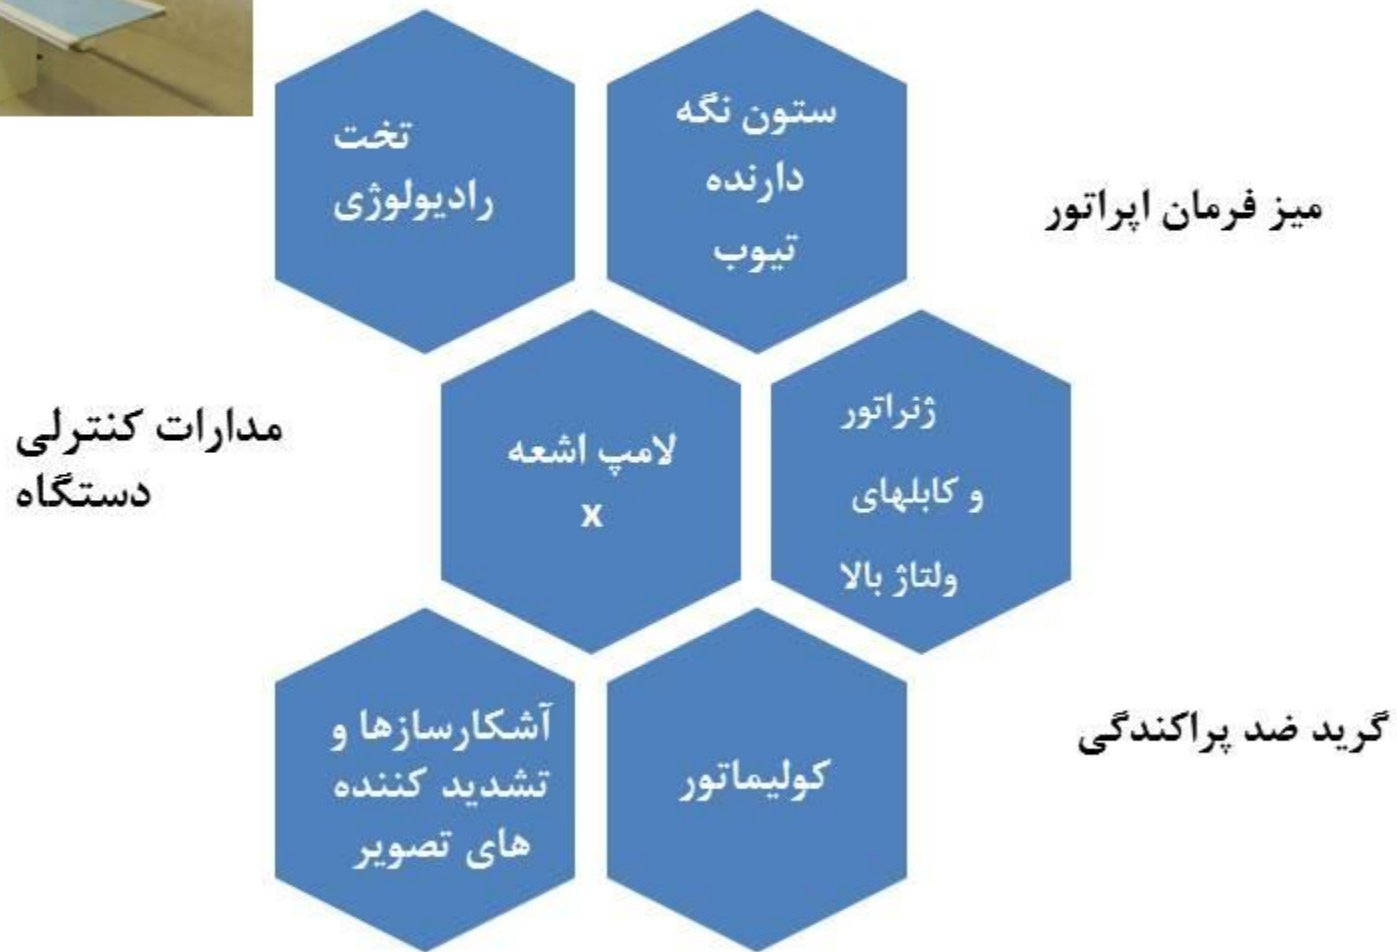 ستون نگه
دارنده
تیوب
تخت
رادیولوژی
میز فرمان اپراتور
ژنراتور
و کابلهای
ولتاژ بالا
لامپ اشعه
x
مدارات کنترلی
دستگاه
گرید ضد پراکندگی
کولیماتور
آشکارسازها و
تشدید کننده
های تصویر